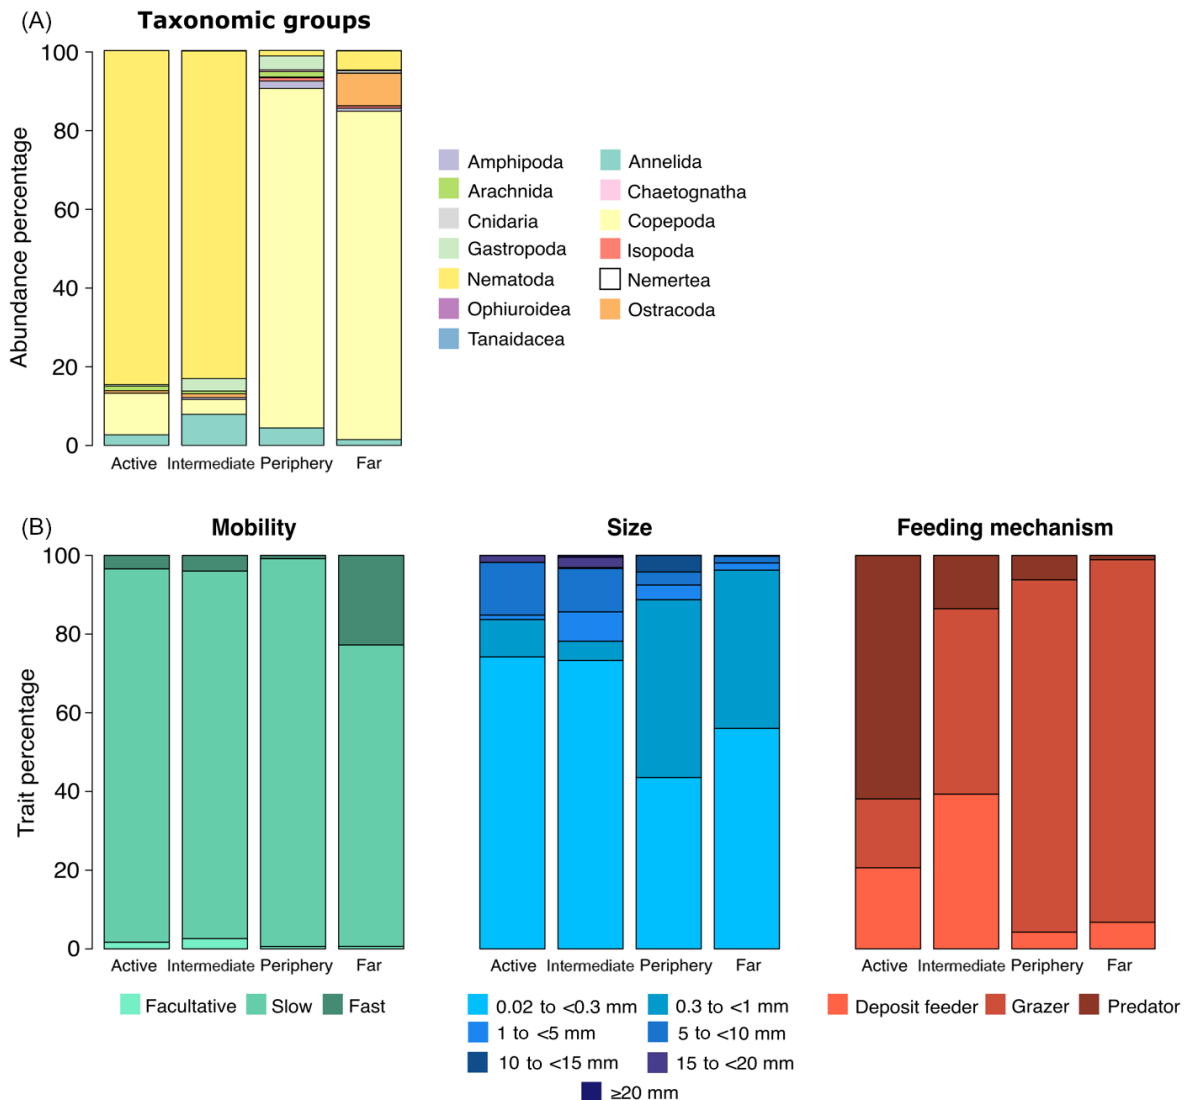 (A)
Taxonomic groups
Abundance percentage
100
80
60
40
20
0
Active Intermediate Periphery Far
Amphipoda Annelida
Arachnida Chaetognatha
Cnidaria Copepoda
Gastropoda Isopoda
Nematoda Nemertea
Ophiuroidea Ostracoda
Tanaidacea
(B)
Mobility Size Feeding mechanism
Trait percentage
100
80
60
40
20
0
Active Intermediate Periphery Far Active Intermediate Periphery Far Active Intermediate Periphery Far
Facultative Slow Fast
0.02 to <0.3 mm 0.3 to <1 mm
1 to <5 mm 5 to <10 mm
10 to <15 mm 15 to <20 mm
≥20 mm
Deposit feeder Grazer Predator